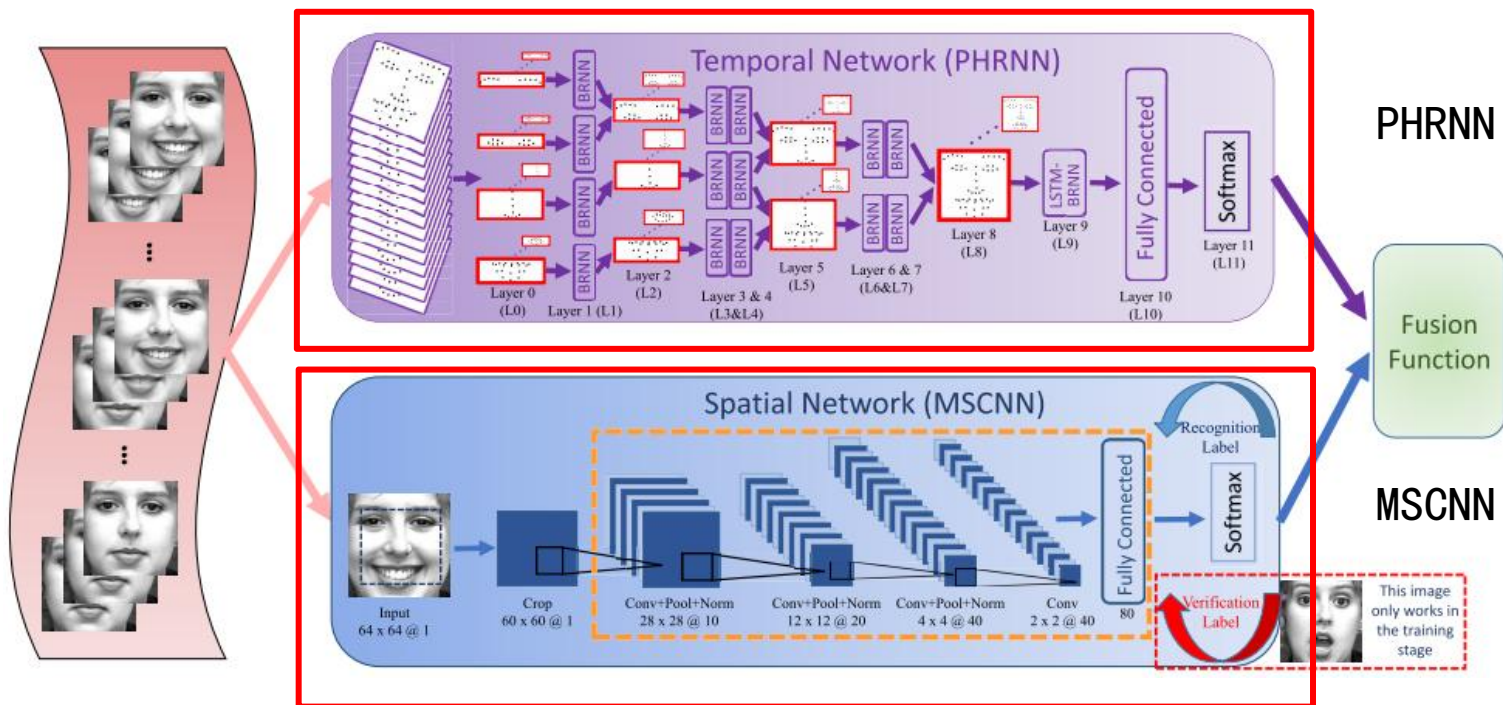 Temporal Network (PHRNN)
BRNN
BRNN
BRNN
BRNN
BRNN
BRNN
BRNN
BRNN
BRNN
BRNN
BRNN
BRNN
BRNN
BRNN
LSTM-
BRNN
Fully Connected
Softmax
Layer 0
(L0)
Layer 1 (L1)
Layer 2
(L2)
Layer 3 & 4
(L3&L4)
Layer 5
(L5)
Layer 6 & 7
(L6&L7)
Layer 8
(L8)
Layer 9
(L9)
Layer 10
(L10)
Layer 11
(L11)
PHRNN
...
...
Fusion
Function
Spatial Network (MSCNN)
Recognition
Label
Fully Connected
Softmax
MSCNN
Input
64 x 64 @ 1
Crop
60 x 60 @ 1
Conv+Pool+Norm
28 x 28 @ 10
Conv+Pool+Norm
12 x 12 @ 20
Conv+Pool+Norm
4 x 4 @ 40
Conv
2 x 2 @ 40
80
Verification
Label
This image
only works in
the training
stage